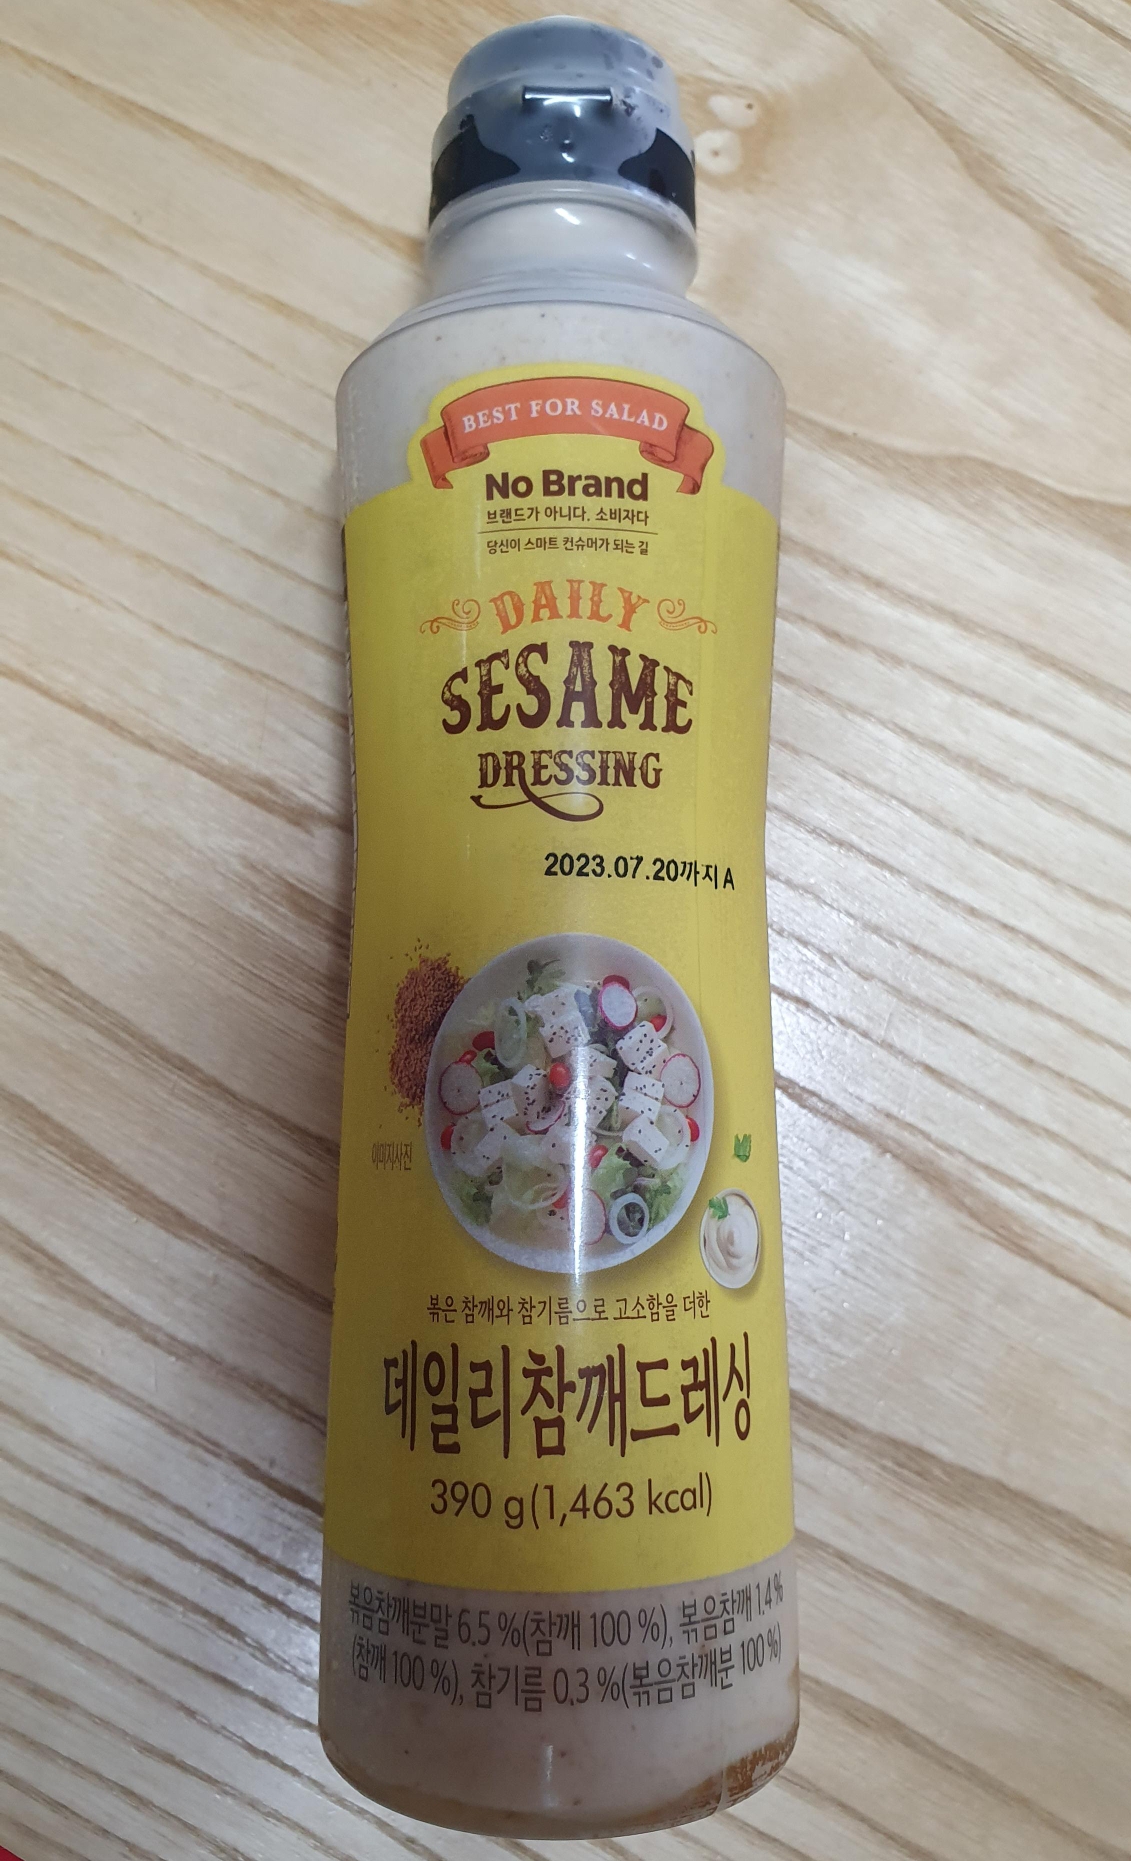 BEST FOR SALAD
No Brand
브랜드가 아니다. 소비자다
당신이 스마트 컨슈머가 되는 길
DAILY
SESAME
DRESSING
2023.07.20까지 A
이미지사진
볶은 참깨와 참기름으로 고소함을 더한
데일리참깨드레싱
390 g(1,463 kcal)
볶음참깨분말 6.5 %(참깨 100 %), 볶음참깨 1.4 %
(참깨 100 %), 참기름 0.3 %(볶음참깨분 100 %)